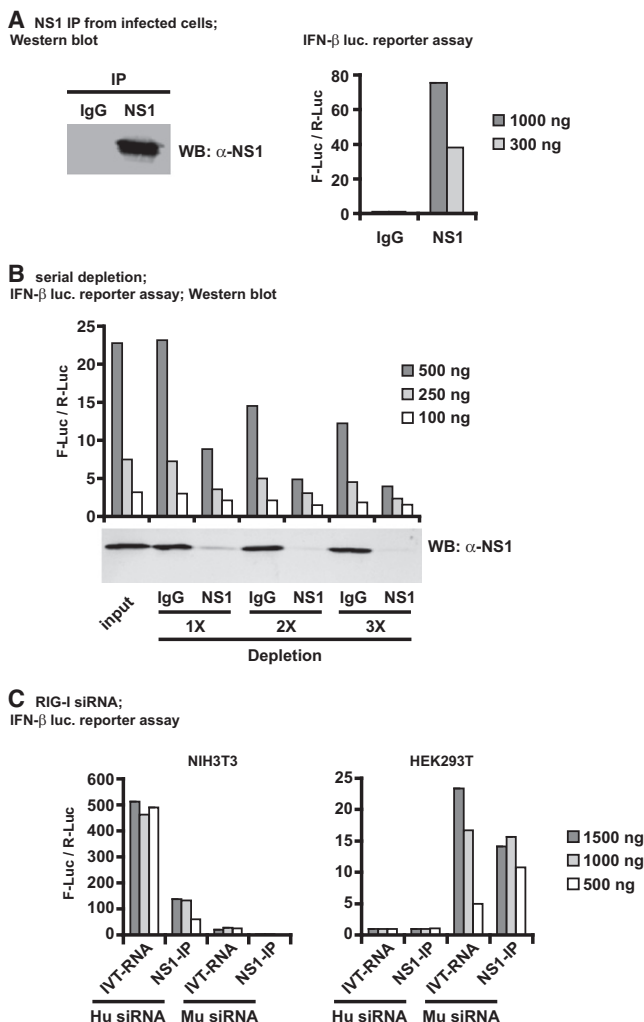 A NS1 IP from infected cells;
Western blot
IP
IgG NS1
WB: α-NS1
IFN-β luc. reporter assay
F-Luc / R-Luc
80
60
40
20
0
IgG NS1
1000 ng
300 ng
B serial depletion;
IFN-β luc. reporter assay; Western blot
F-Luc / R-Luc
25
20
15
10
5
0
500 ng
250 ng
100 ng
WB: α-NS1
input
IgG NS1 IgG NS1 IgG NS1
1X 2X 3X
Depletion
C RIG-I siRNA;
IFN-β luc. reporter assay
NIH3T3
F-Luc / R-Luc
600
500
400
300
200
100
0
IVT-RNA NS1-IP IVT-RNA NS1-IP
Hu siRNA Mu siRNA
HEK293T
25
20
15
10
5
0
IVT-RNA NS1-IP IVT-RNA NS1-IP
Hu siRNA Mu siRNA
1500 ng
1000 ng
500 ng